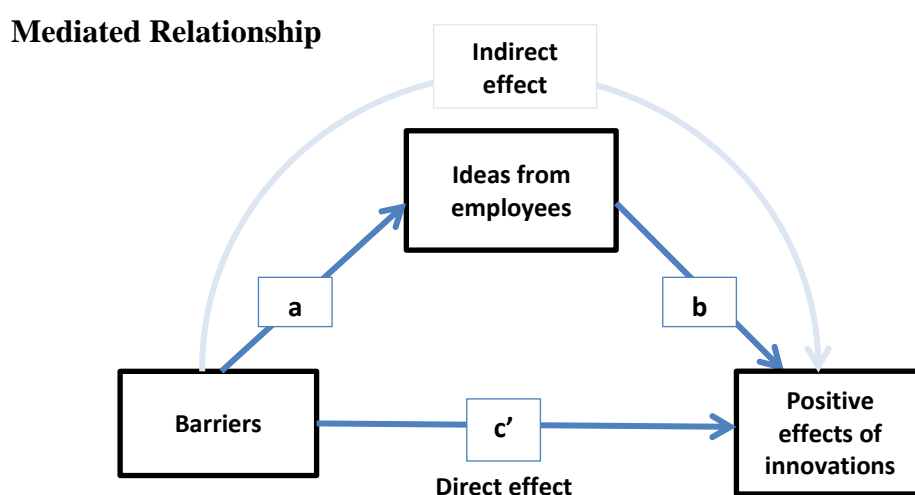 Mediated Relationship
Indirect
effect
Ideas from
employees
a
b
Barriers
c’
Direct effect
Positive
effects of
innovations